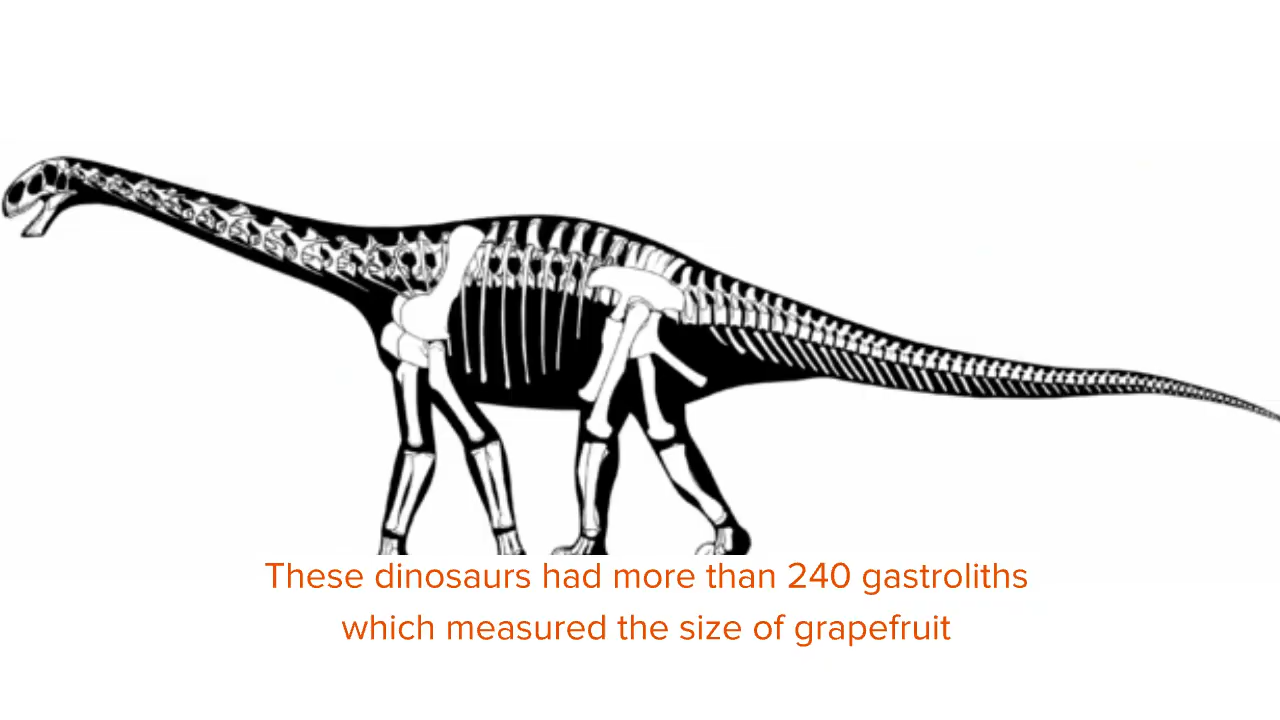 These dinosaurs had more than 240 gastroliths
which measured the size of grapefruit